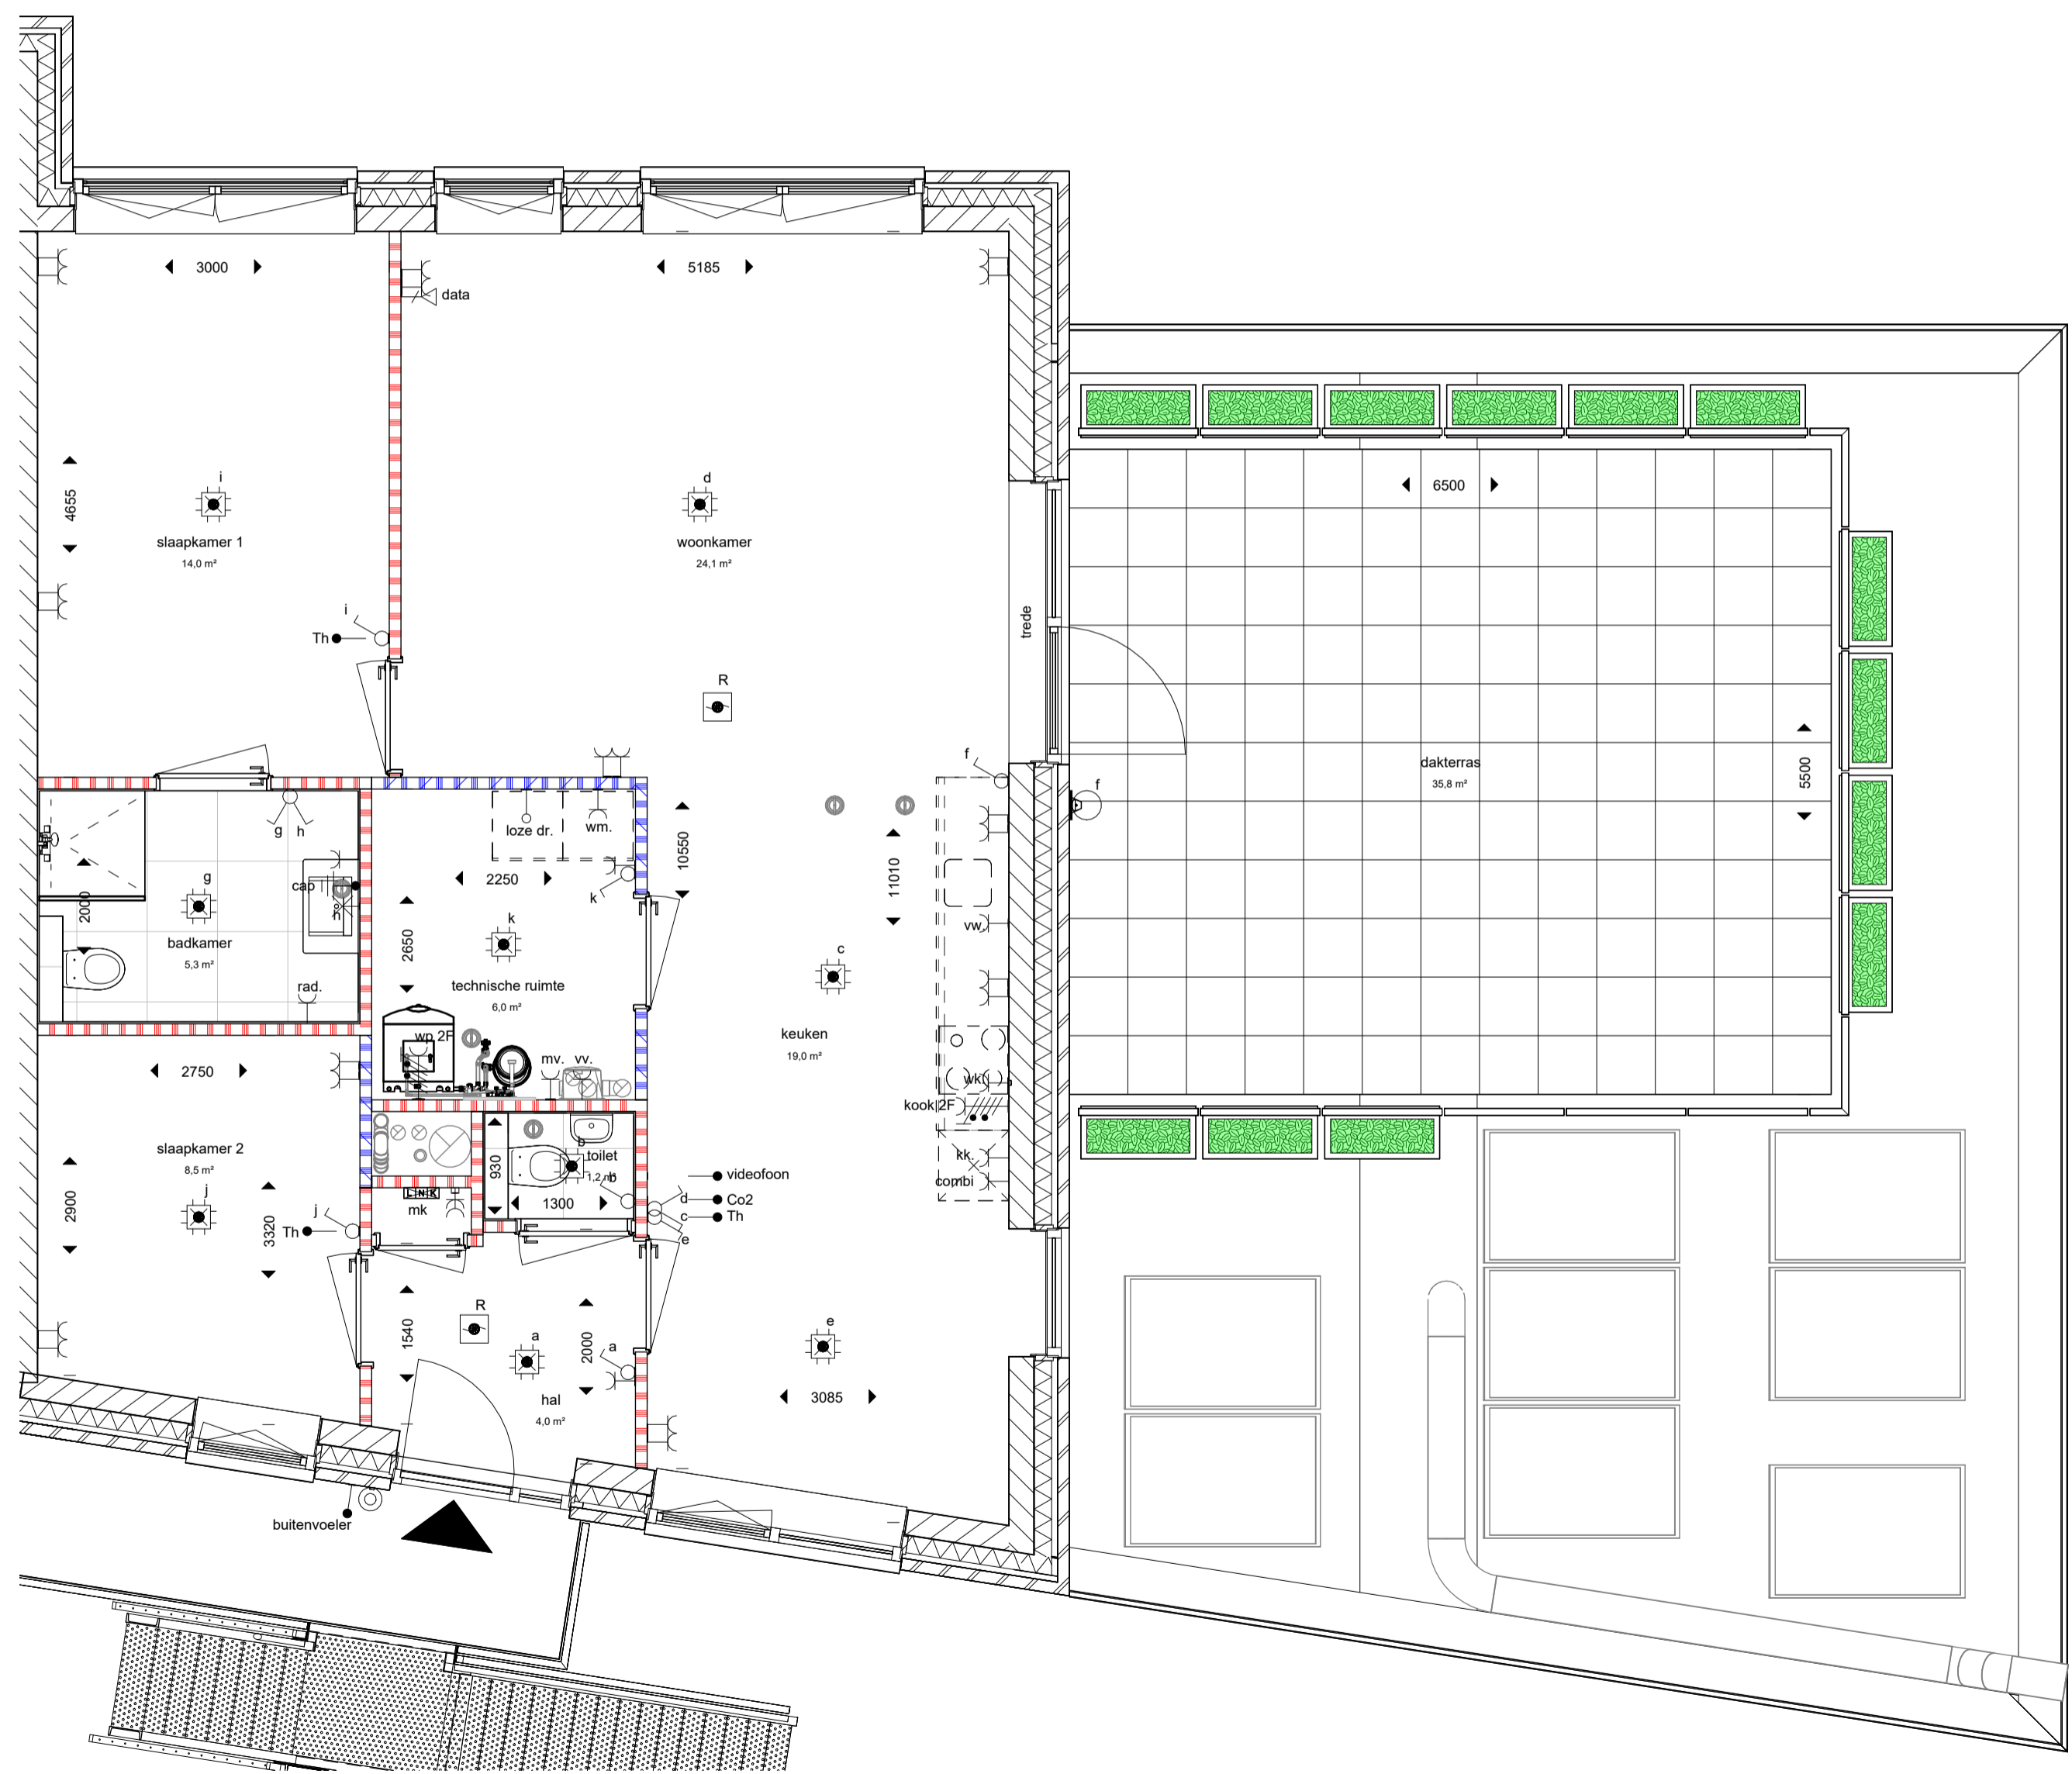 3000
5185
data
6500
i
d
4655
slaapkamer 1
14,0 m²
woonkamer
24,1 m²
i
Th
trede
R
f
f
dakterras
35,8 m²
5500
loze dr.
wm.
10550
g
h
11010
2250
k
g
cap
h
2000
k
2650
vw.
badkamer
5,3 m²
c
rad.
technische ruimte
6,0 m²
wp 2F
mv.
vv.
keuken
19,0 m²
2750
wk.
kook 2F
slaapkamer 2
8,5 m²
b
toilet
1,2 m²
b
930
1300
kk.
combi
videofoon
d
Co2
c
Th
e
j
j
Th
2900
3320
LNK
mk
R
a
a
e
1540
2000
hal
4,0 m²
3085
buitenvoeler